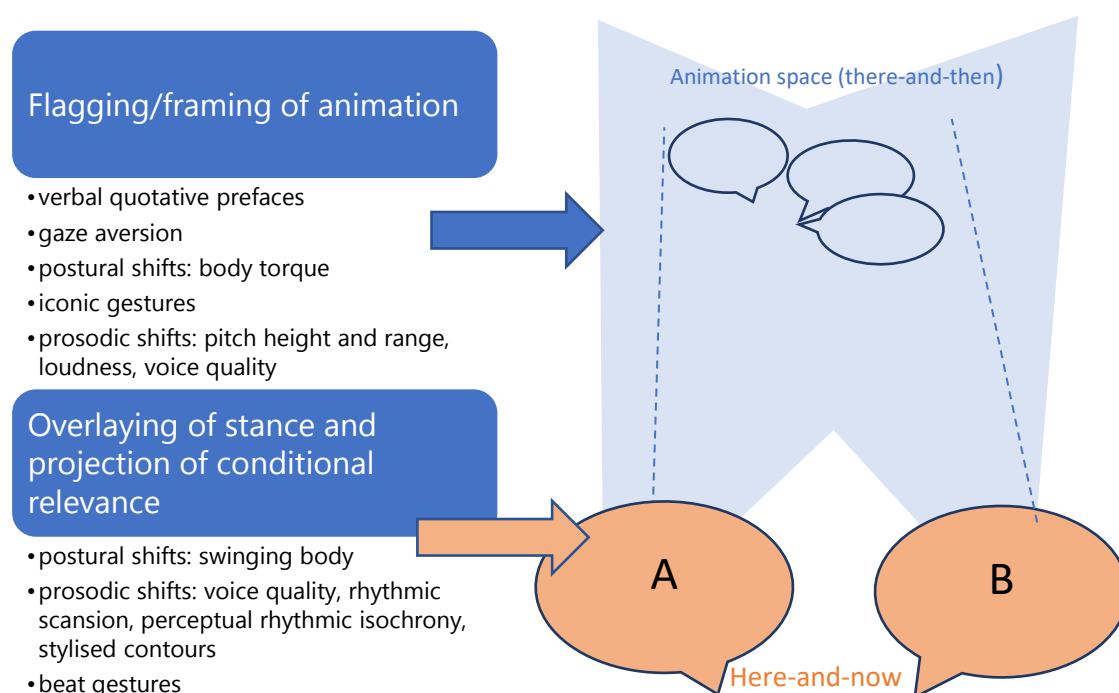 Flagging/framing of animation
•verbal quotative prefaces
•gaze aversion
•postural shifts: body torque
•iconic gestures
•prosodic shifts: pitch height and range,
loudness, voice quality
Overlaying of stance and
projection of conditional
relevance
•postural shifts: swinging body
•prosodic shifts: voice quality, rhythmic
scansion, perceptual rhythmic isochrony,
stylised contours
•beat gestures
Animation space (there-and-then)
A
B
Here-and-now